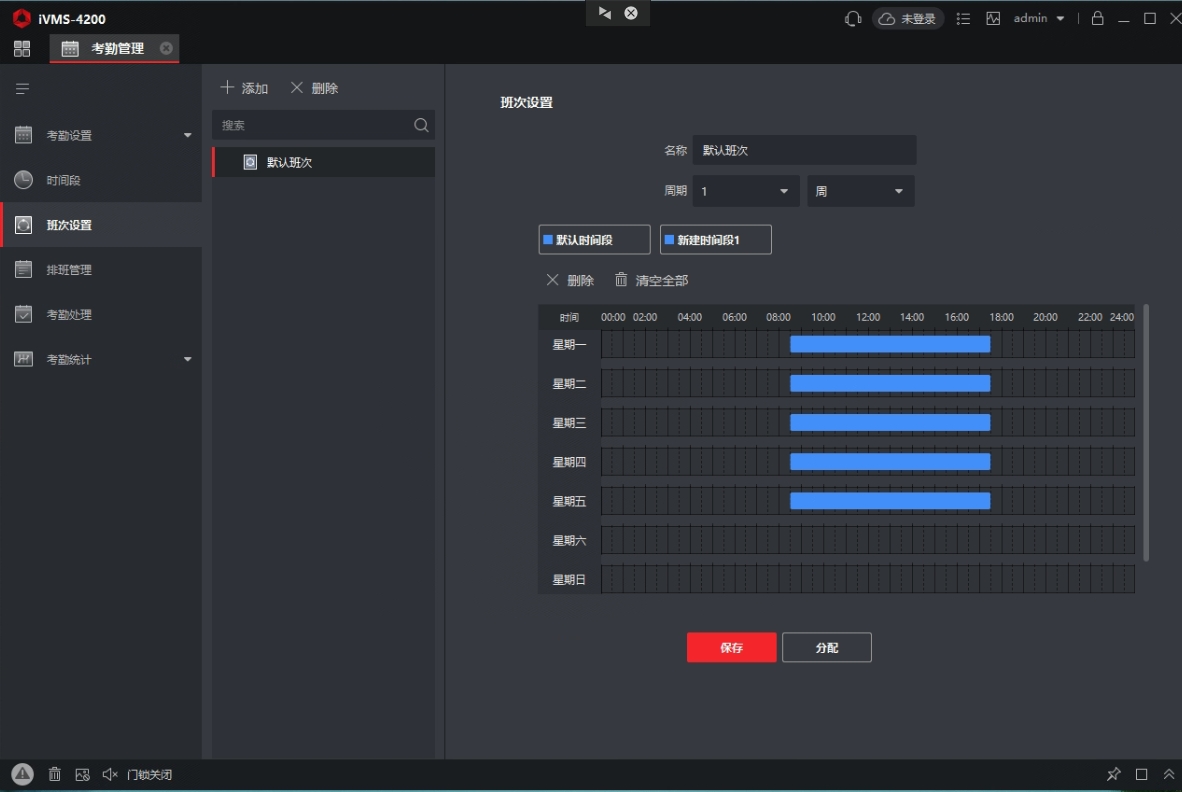 iVMS-4200
未登录
admin
考勤管理
考勤设置
时间段
班次设置
排班管理
考勤处理
考勤统计
添加
删除
搜索
默认班次
班次设置
名称 默认班次
周期 1 周
默认时间段 新建时间段1
删除 清空全部
时间 00:00 02:00 04:00 06:00 08:00 10:00 12:00 14:00 16:00 18:00 20:00 22:00 24:00
星期一
星期二
星期三
星期四
星期五
星期六
星期日
保存 分配
门锁关闭